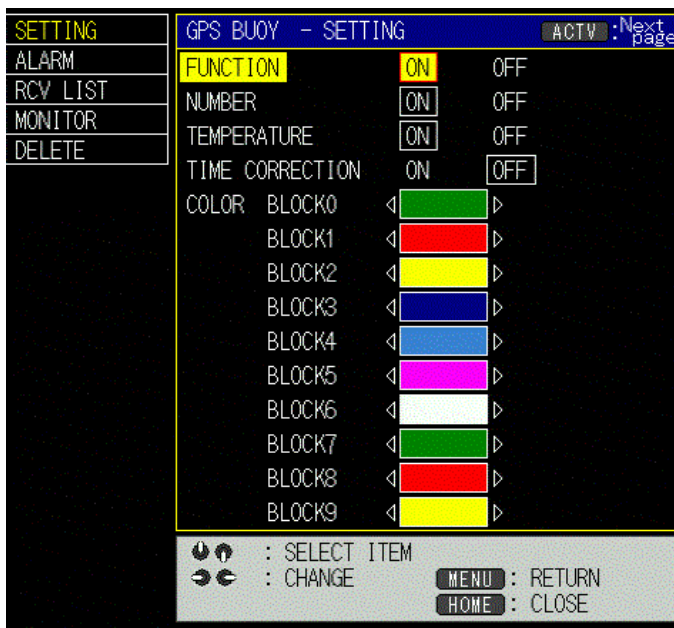 SETTING
ALARM
RCV LIST
MONITOR
DELETE
GPS BUOY - SETTING ACTV :Next page
FUNCTION ON OFF
NUMBER ON OFF
TEMPERATURE ON OFF
TIME CORRECTION ON OFF
COLOR BLOCK0
BLOCK1
BLOCK2
BLOCK3
BLOCK4
BLOCK5
BLOCK6
BLOCK7
BLOCK8
BLOCK9
: SELECT ITEM
: CHANGE MENU : RETURN
HOME : CLOSE